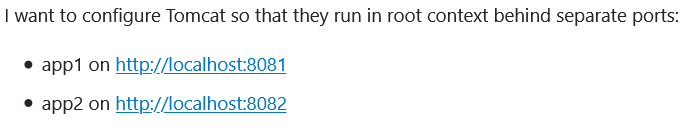 I want to configure Tomcat so that they run in root context behind separate ports:
• app1 on http://localhost:8081
• app2 on http://localhost:8082